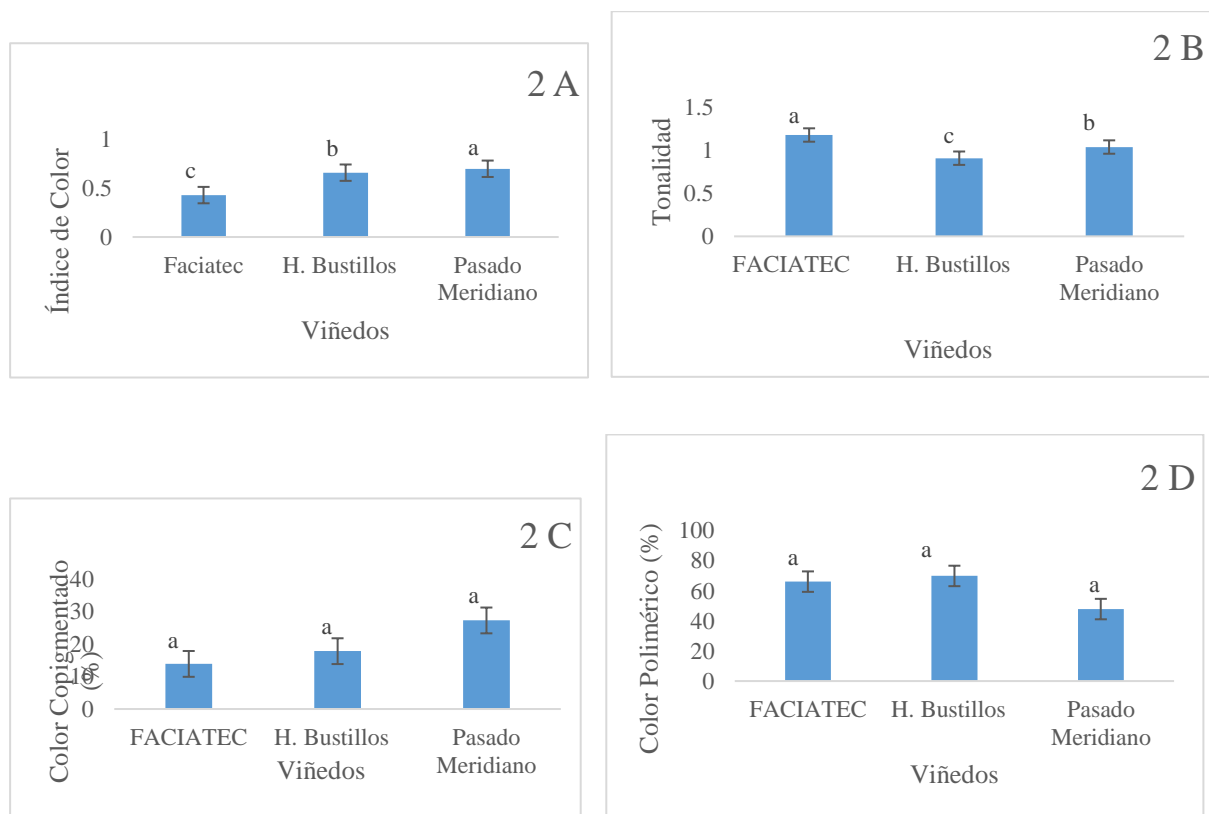 2 A
Índice de Color
1
0.5
0
c
b
a
Faciatec
H. Bustillos
Pasado
Meridiano
Viñedos
2 B
Tonalidad
1.5
1
0.5
0
a
c
b
FACIATEC
H. Bustillos
Pasado
Meridiano
Viñedos
2 C
Color Copigmentado
(%)
40
30
20
10
0
a
a
a
FACIATEC
H. Bustillos
Pasado
Meridiano
Viñedos
2 D
Color Polimérico (%)
100
80
60
40
20
0
a
a
a
FACIATEC
H. Bustillos
Pasado
Meridiano
Viñedos